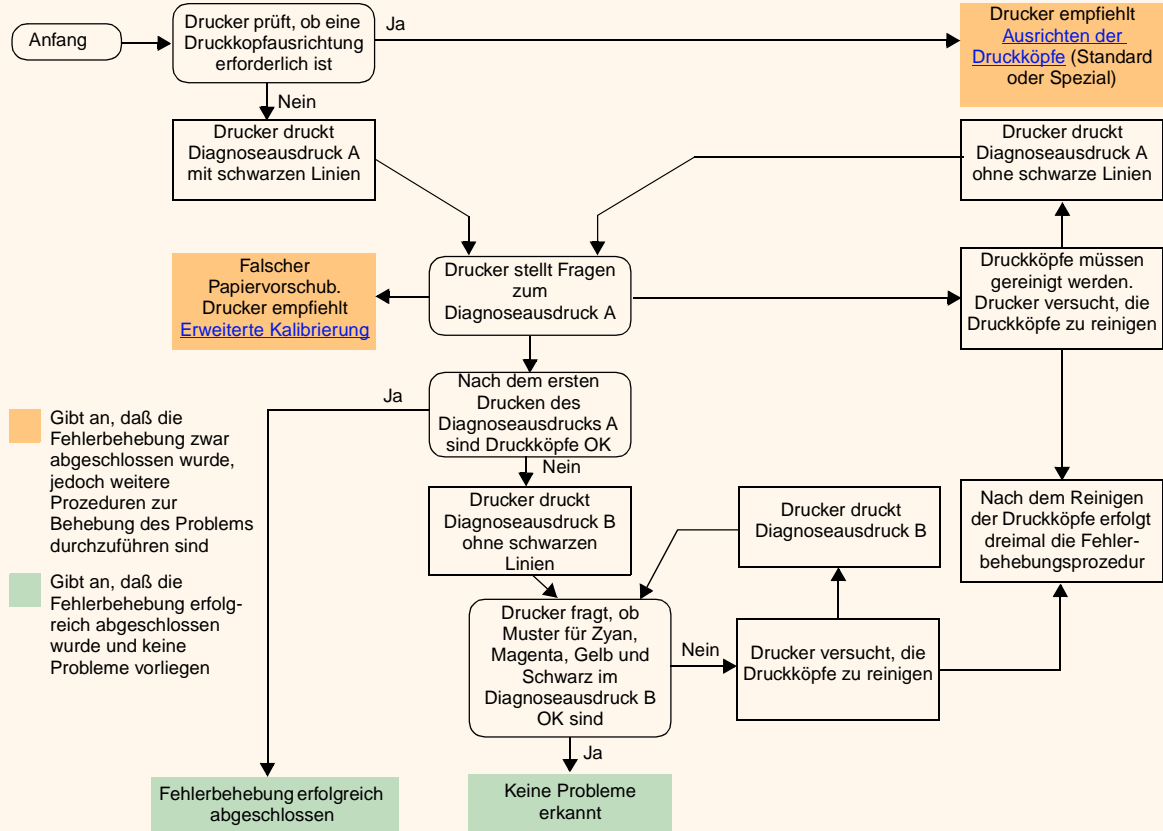 Anfang
Drucker prüft, ob eine
Druckkopfausrichtung
erforderlich ist
Ja
Drucker empfiehlt
Ausrichten der
Druckköpfe (Standard
oder Spezial)
Nein
Drucker druckt
Diagnoseausdruck A
mit schwarzen Linien
Drucker druckt
Diagnoseausdruck A
ohne schwarze Linien
Falscher
Papiervorschub.
Drucker empfiehlt
Erweiterte Kalibrierung
Drucker stellt Fragen
zum
Diagnoseausdruck A
Druckköpfe müssen
gereinigt werden.
Drucker versucht, die
Druckköpfe zu reinigen
Ja
Nach dem ersten
Drucken des
Diagnoseausdrucks A
sind Druckköpfe OK
Nein
Gibt an, daß die
Fehlerbehebung zwar
abgeschlossen wurde,
jedoch weitere
Prozeduren zur
Behebung des Problems
durchzuführen sind
Drucker druckt
Diagnoseausdruck B
ohne schwarzen
Linien
Drucker druckt
Diagnoseausdruck B
Nach dem Reinigen
der Druckköpfe erfolgt
dreimal die Fehler-
behebungsprozedur
Gibt an, daß die
Fehlerbehebung erfolg-
reich abgeschlossen
wurde und keine
Probleme vorliegen
Drucker fragt, ob
Muster für Zyan,
Magenta, Gelb und
Schwarz im
Diagnoseausdruck B
OK sind
Nein
Drucker versucht, die
Druckköpfe zu reinigen
Ja
Fehlerbehebung erfolgreich
abgeschlossen
Keine Probleme
erkannt